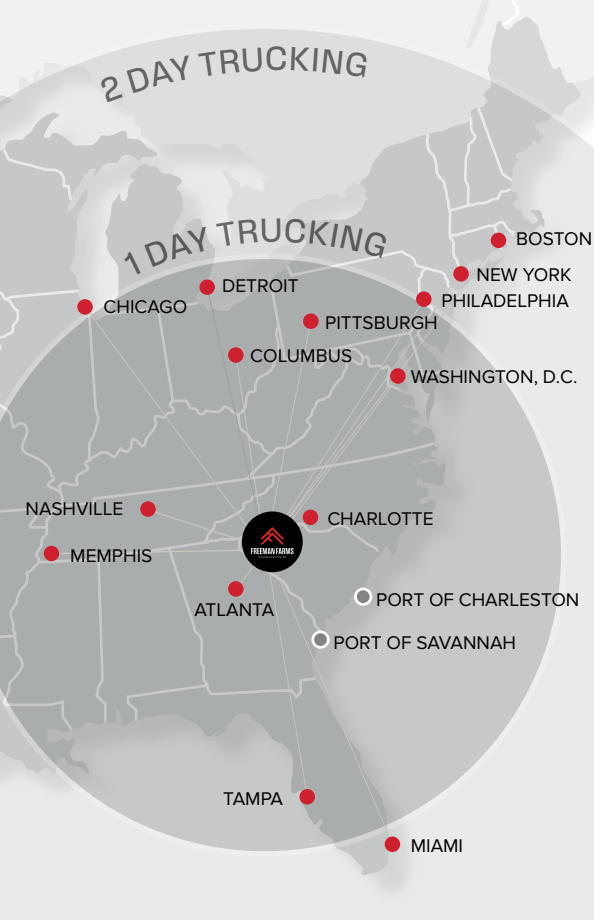 2 DAY TRUCKING
1 DAY TRUCKING
BOSTON
NEW YORK
DETROIT
PHILADELPHIA
CHICAGO
PITTSBURGH
COLUMBUS
WASHINGTON, D.C.
NASHVILLE
CHARLOTTE
FREEMAN FARMS
MEMPHIS
PORT OF CHARLESTON
ATLANTA
PORT OF SAVANNAH
TAMPA
MIAMI